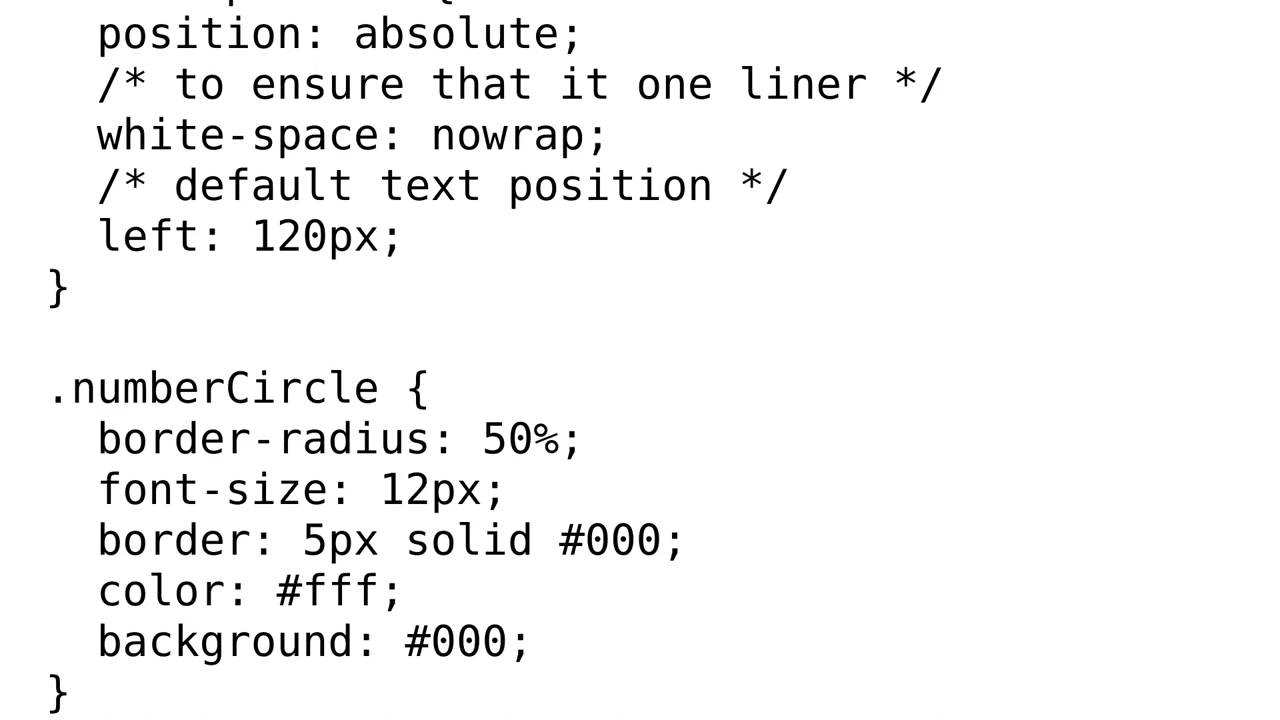 position: absolute;
/* to ensure that it one liner */
white-space: nowrap;
/* default text position */
left: 120px;
}
.numberCircle {
border-radius: 50%;
font-size: 12px;
border: 5px solid #000;
color: #fff;
background: #000;
}